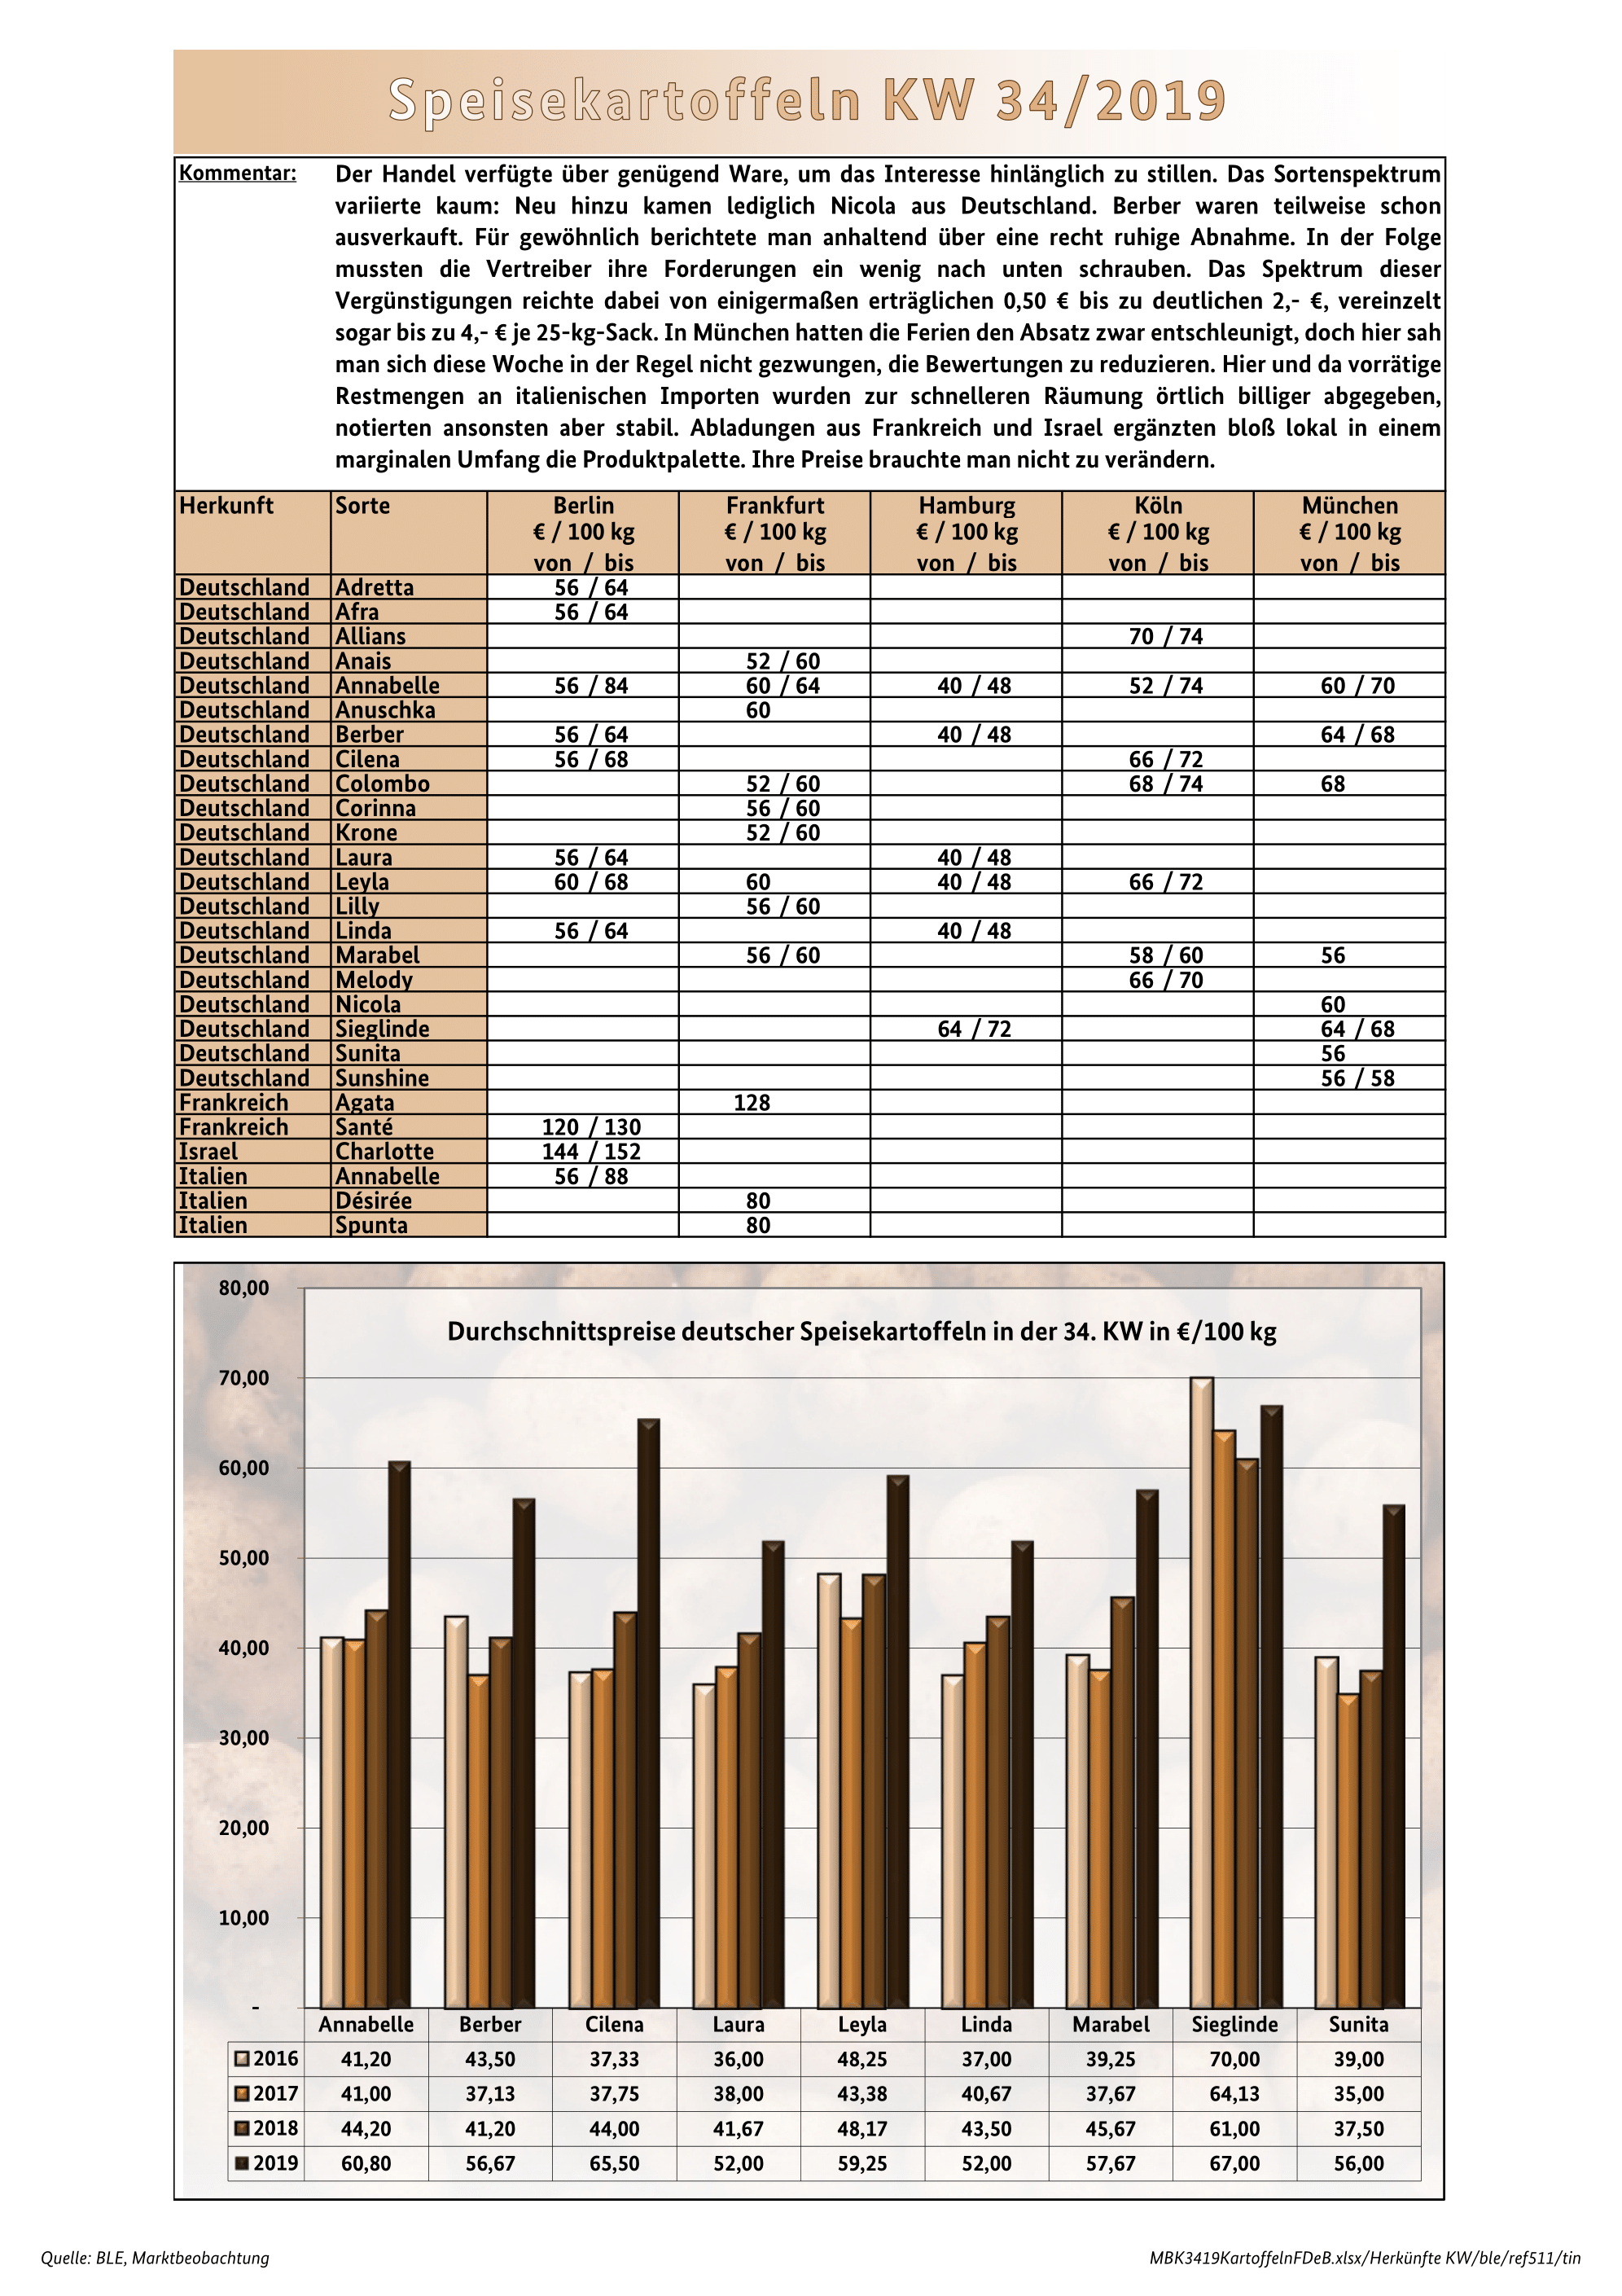 Speisekartoffeln KW 34/2019
Kommentar: Der Handel verfügte über genügend Ware, um das Interesse hinlänglich zu stillen. Das Sortenspektrum
variierte kaum: Neu hinzu kamen lediglich Nicola aus Deutschland. Berber waren teilweise schon
ausverkauft. Für gewöhnlich berichtete man anhaltend über eine recht ruhige Abnahme. In der Folge
mussten die Vertreiber ihre Forderungen ein wenig nach unten schrauben. Das Spektrum dieser
Vergünstigungen reichte dabei von einigermaßen erträglichen 0,50 € bis zu deutlichen 2,- €, vereinzelt
sogar bis zu 4,- € je 25-kg-Sack. In München hatten die Ferien den Absatz zwar entschleunigt, doch hier sah
man sich diese Woche in der Regel nicht gezwungen, die Bewertungen zu reduzieren. Hier und da vorrätige
Restmengen an italienischen Importen wurden zur schnelleren Räumung örtlich billiger abgegeben,
notierten ansonsten aber stabil. Abladungen aus Frankreich und Israel ergänzten bloß lokal in einem
marginalen Umfang die Produktpalette. Ihre Preise brauchte man nicht zu verändern.
Herkunft Sorte Berlin Frankfurt Hamburg Köln München
€ / 100 kg € / 100 kg € / 100 kg € / 100 kg € / 100 kg
von / bis von / bis von / bis von / bis von / bis
Deutschland Adretta 56 / 64
Deutschland Afra 56 / 64
Deutschland Allians 70 / 74
Deutschland Anais 52 / 60
Deutschland Annabelle 56 / 84 60 / 64 40 / 48 52 / 74 60 / 70
Deutschland Anuschka 60
Deutschland Berber 56 / 64 40 / 48 64 / 68
Deutschland Cilena 56 / 68 66 / 72
Deutschland Colombo 52 / 60 68 / 74 68
Deutschland Corinna 56 / 60
Deutschland Krone 52 / 60
Deutschland Laura 56 / 64 40 / 48
Deutschland Leyla 60 / 68 60 40 / 48 66 / 72
Deutschland Lilly 56 / 60
Deutschland Linda 56 / 64 40 / 48
Deutschland Marabel 56 / 60 58 / 60 56
Deutschland Melody 66 / 70
Deutschland Nicola 60
Deutschland Sieglinde 64 / 72 64 / 68
Deutschland Sunita 56
Deutschland Sunshine 56 / 58
Frankreich Agata 128
Frankreich Santé 120 / 130
Israel Charlotte 144 / 152
Italien Annabelle 56 / 88
Italien Désirée 80
Italien Spunta 80
Durchschnittspreise deutscher Speisekartoffeln in der 34. KW in €/100 kg
80,00
70,00
60,00
50,00
40,00
30,00
20,00
10,00
-
Annabelle Berber Cilena Laura Leyla Linda Marabel Sieglinde Sunita
2016 41,20 43,50 37,33 36,00 48,25 37,00 39,25 70,00 39,00
2017 41,00 37,13 37,75 38,00 43,38 40,67 37,67 64,13 35,00
2018 44,20 41,20 44,00 41,67 48,17 43,50 45,67 61,00 37,50
2019 60,80 56,67 65,50 52,00 59,25 52,00 57,67 67,00 56,00
Quelle: BLE, Marktbeobachtung MBK3419KartoffelnFDeB.xlsx/Herkünfte KW/ble/ref511/tin